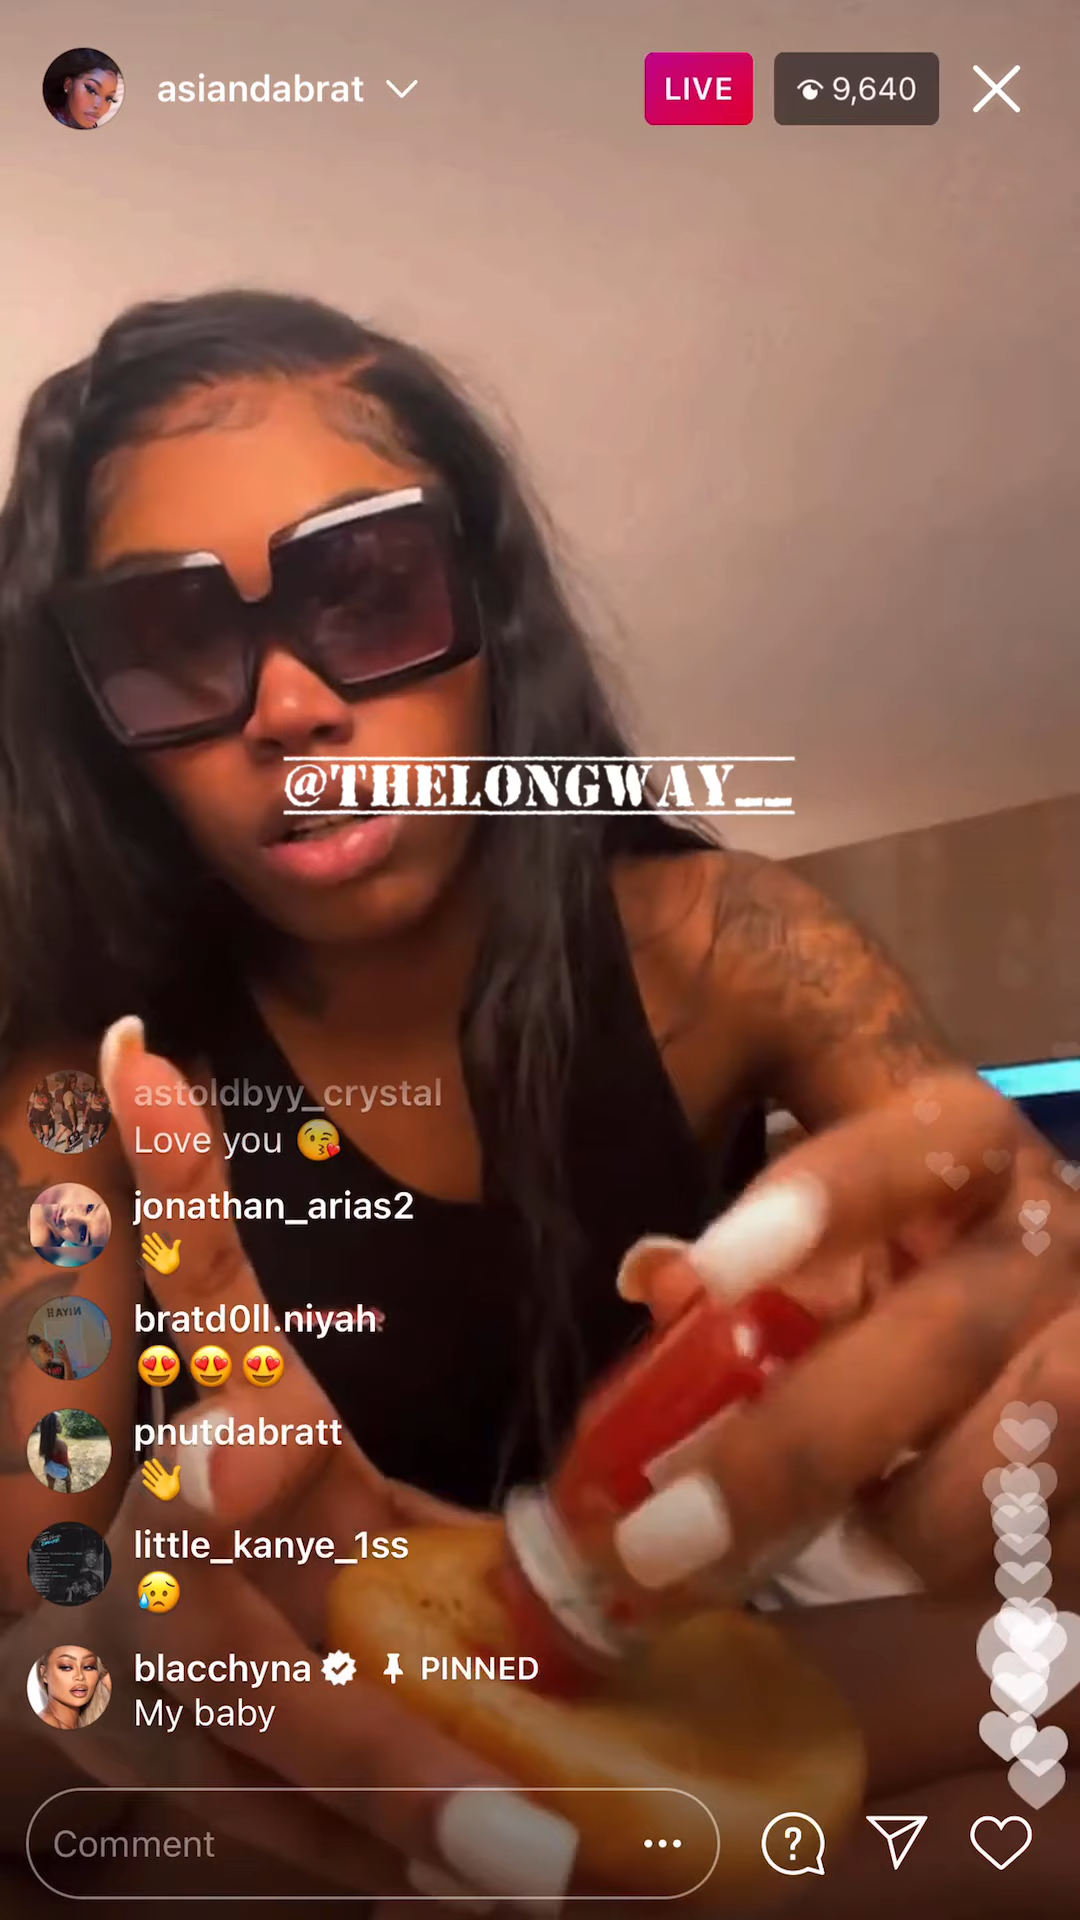 asiandabrat
LIVE
9,640
@THELONGWAY__
astoldbyy_crystal
Love you 😘
jonathan_arias2
👋
bratd0ll.niyah
😍😍😍
pnutdabratt
👋
little_kanye_1ss
😥
blacchyna PINNED
My baby
Comment